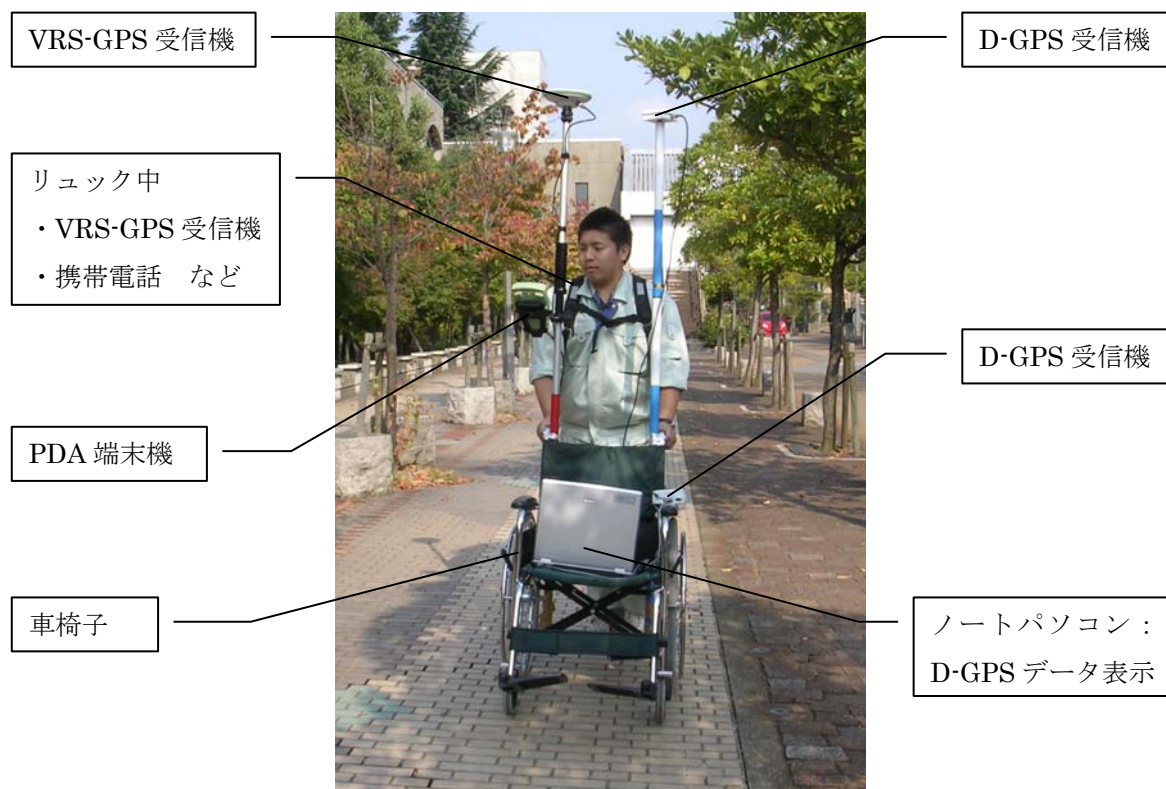 VRS-GPS 受信機
D-GPS 受信機
リュック中
・VRS-GPS 受信機
・携帯電話　など
D-GPS 受信機
PDA 端末機
車椅子
ノートパソコン：
D-GPS データ表示